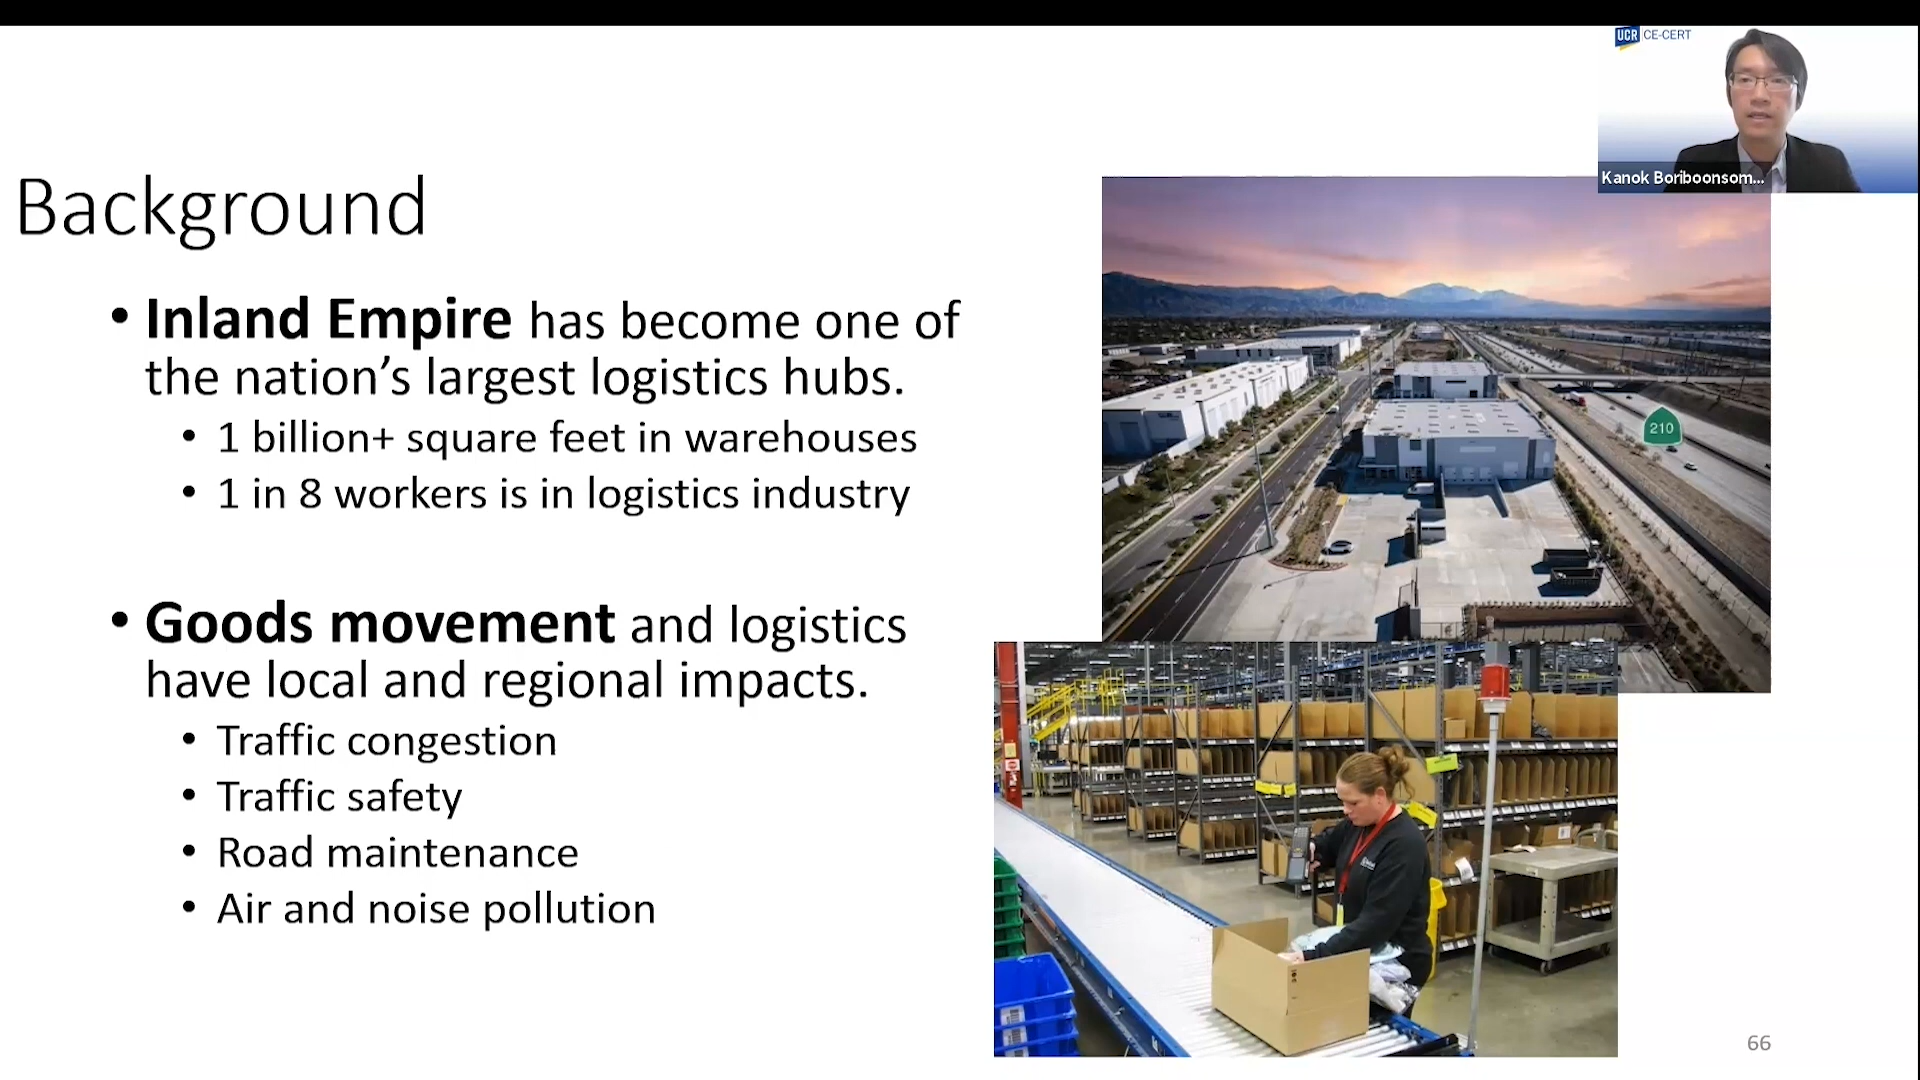 UCR CE-CERT
Kanok Boriboonsom...
Background
• Inland Empire has become one of
the nation’s largest logistics hubs.
• 1 billion+ square feet in warehouses
• 1 in 8 workers is in logistics industry
210
• Goods movement and logistics
have local and regional impacts.
• Traffic congestion
• Traffic safety
• Road maintenance
• Air and noise pollution
66